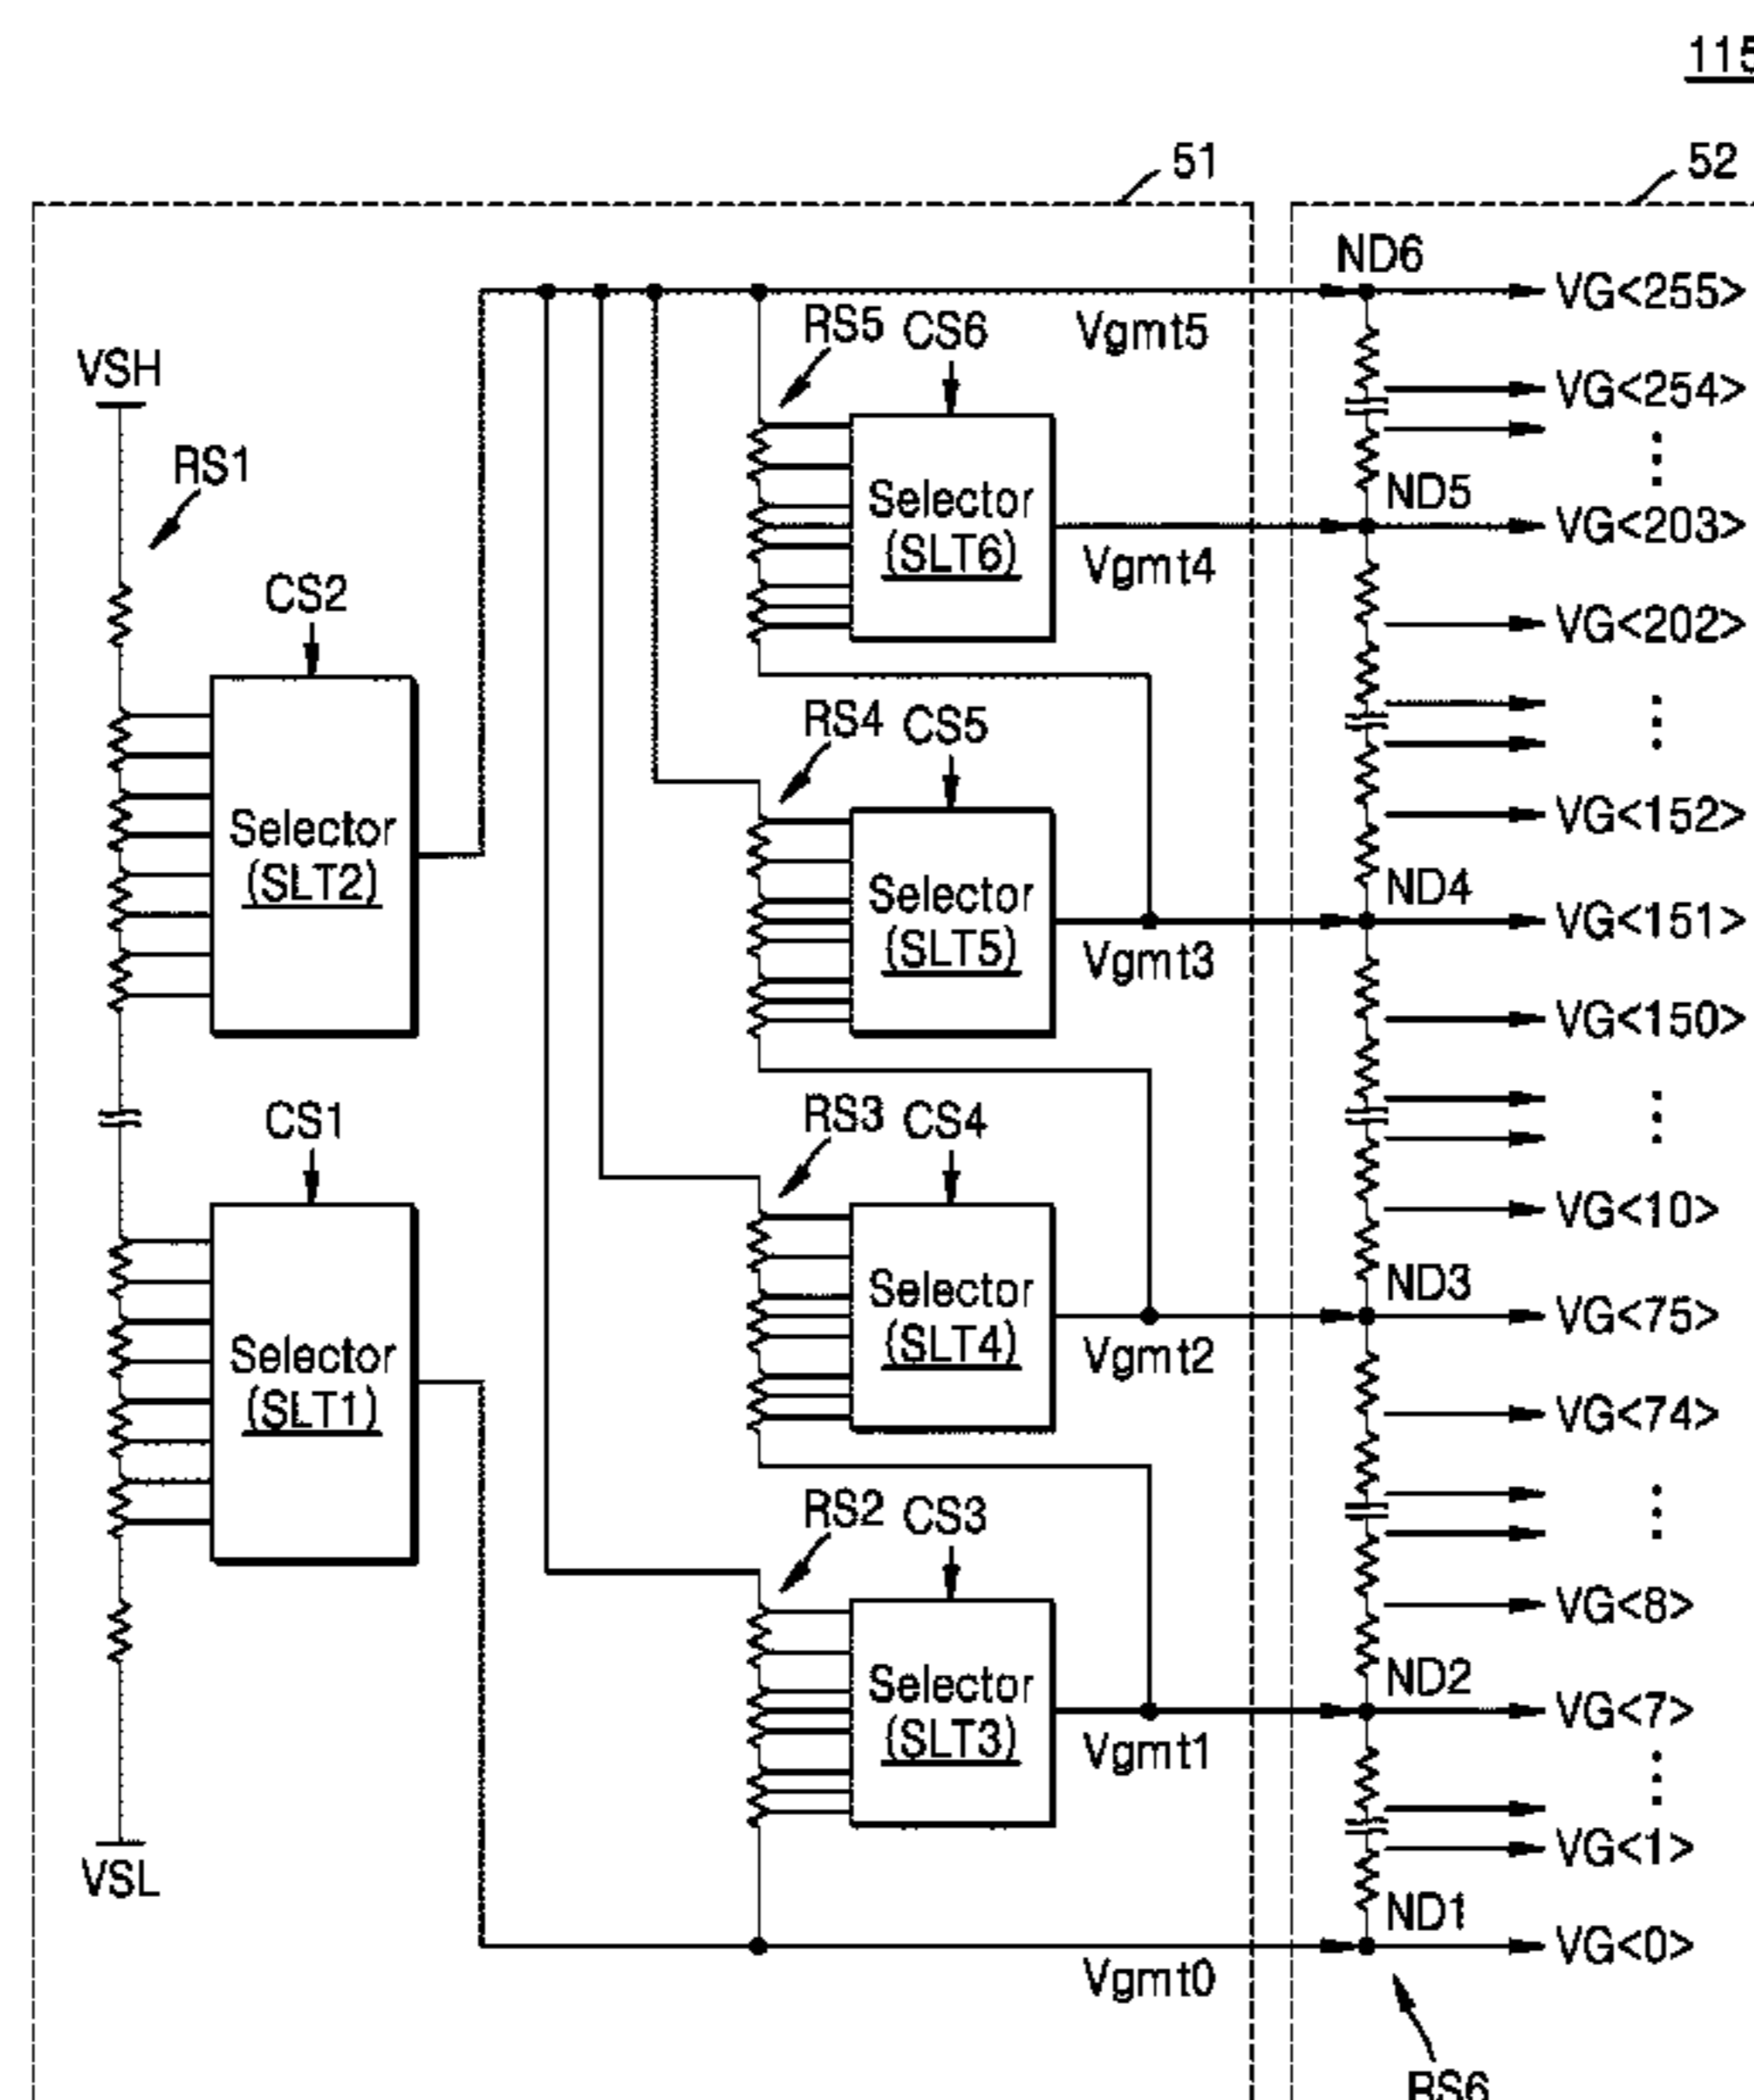 115
51
52
ND6
VG<255>
RS5
CS6
Vgmt5
VSH
VG<254>
RS1
Selector
(SLT6)
ND5
VG<203>
Vgmt4
CS2
VG<202>
RS4
CS5
Selector
(SLT2)
VG<152>
Selector
(SLT5)
ND4
VG<151>
Vgmt3
VG<150>
CS1
RS3
CS4
VG<10>
Selector
(SLT4)
ND3
VG<75>
Vgmt2
Selector
(SLT1)
VG<74>
RS2
CS3
VG<8>
Selector
(SLT3)
ND2
VG<7>
Vgmt1
VSL
VG<1>
ND1
VG<0>
Vgmt0
RS6